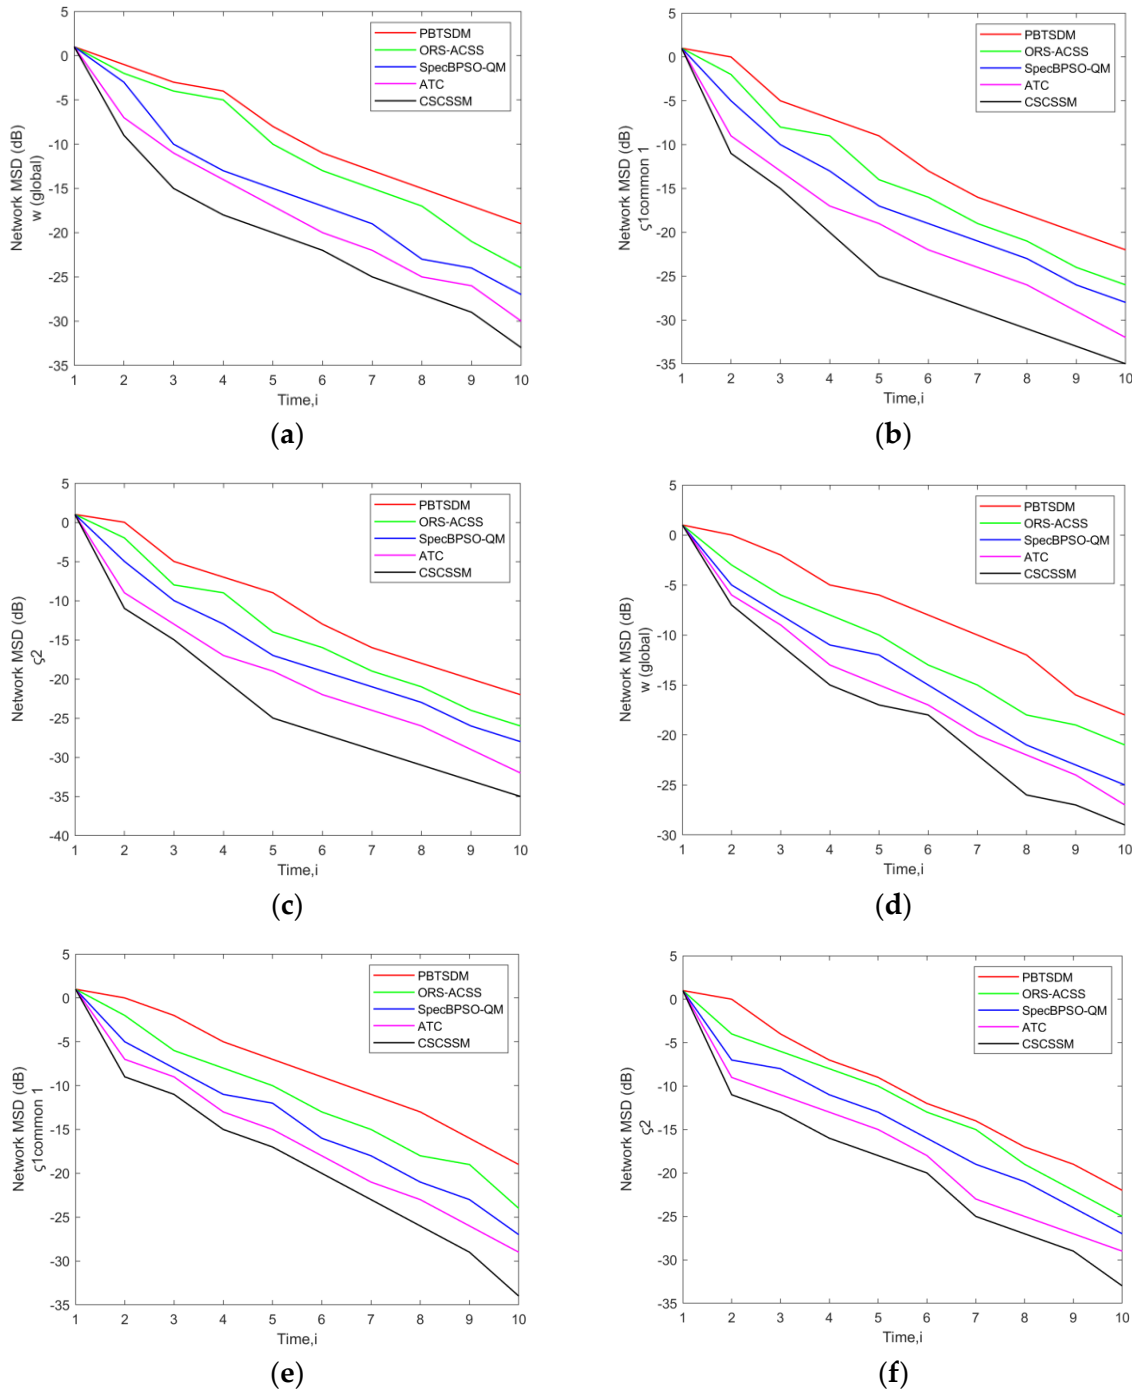 5
0
-5
-10
-15
-20
-25
-30
-35
1 2 3 4 5 6 7 8 9 10
Time,i
Network MSD (dB)
w (global)
PBTSDM
ORS-ACSS
SpecBPSO-QM
ATC
CSCSSM
(a)
5
0
-5
-10
-15
-20
-25
-30
-35
1 2 3 4 5 6 7 8 9 10
Time,i
Network MSD (dB)
ς1common 1
PBTSDM
ORS-ACSS
SpecBPSO-QM
ATC
CSCSSM
(b)
5
0
-5
-10
-15
-20
-25
-30
-35
-40
1 2 3 4 5 6 7 8 9 10
Time,i
Network MSD (dB)
ς2
PBTSDM
ORS-ACSS
SpecBPSO-QM
ATC
CSCSSM
(c)
5
0
-5
-10
-15
-20
-25
-30
1 2 3 4 5 6 7 8 9 10
Time,i
Network MSD (dB)
w (global)
PBTSDM
ORS-ACSS
SpecBPSO-QM
ATC
CSCSSM
(d)
5
0
-5
-10
-15
-20
-25
-30
-35
1 2 3 4 5 6 7 8 9 10
Time,i
Network MSD (dB)
ς1common 1
PBTSDM
ORS-ACSS
SpecBPSO-QM
ATC
CSCSSM
(e)
5
0
-5
-10
-15
-20
-25
-30
-35
1 2 3 4 5 6 7 8 9 10
Time,i
Network MSD (dB)
ς2
PBTSDM
ORS-ACSS
SpecBPSO-QM
ATC
CSCSSM
(f)